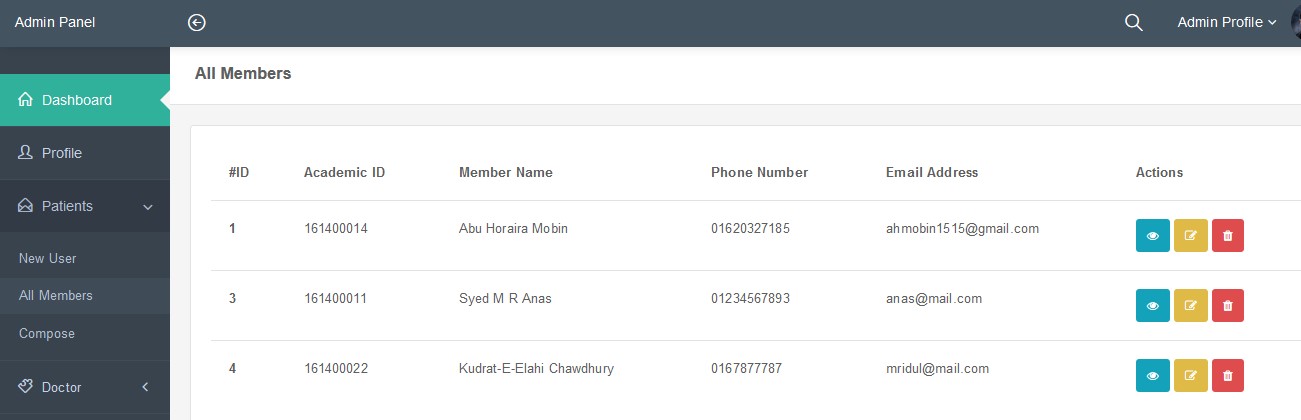 Admin Panel
Admin Profile
All Members
Dashboard
Profile
Patients
New User
All Members
Compose
Doctor
#ID Academic ID Member Name Phone Number Email Address Actions
1 161400014 Abu Horaira Mobin 01620327185 ahmobin1515@gmail.com
3 161400011 Syed M R Anas 01234567893 anas@mail.com
4 161400022 Kudrat-E-Elahi Chawdhury 0167877787 mridul@mail.com